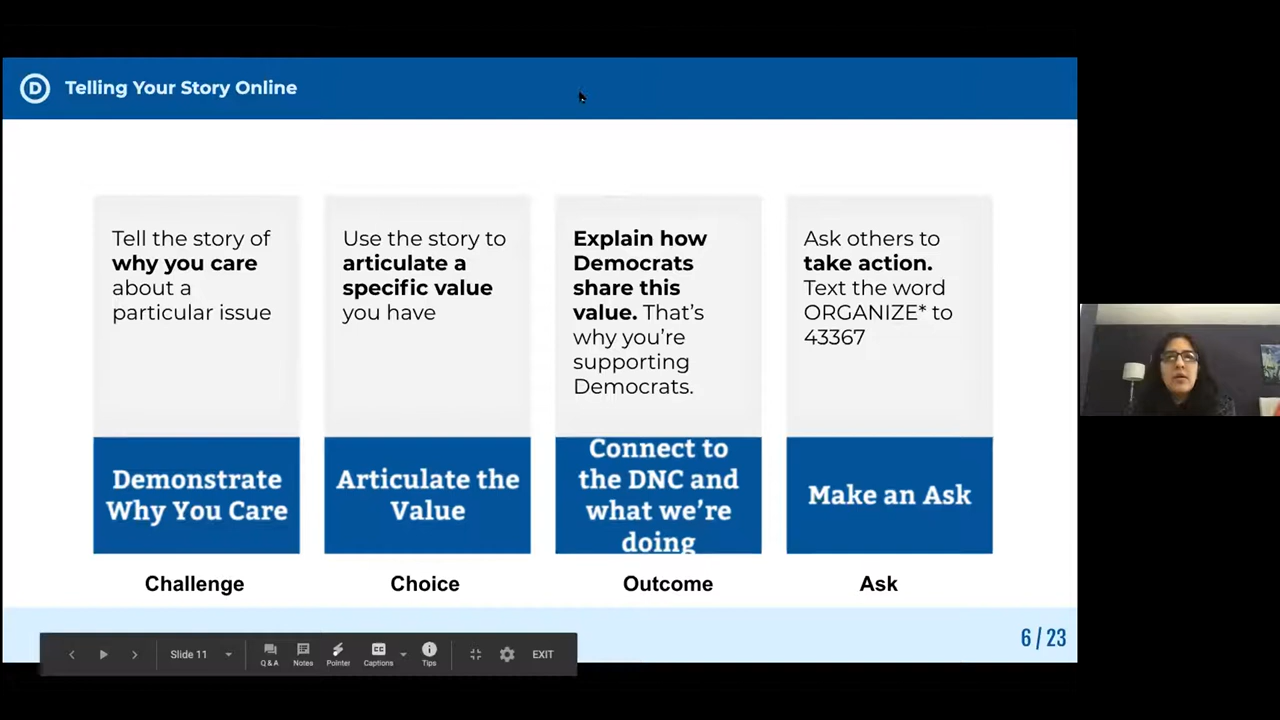 D Telling Your Story Online
Tell the story of
why you care
about a
particular issue
Demonstrate
Why You Care
Challenge
Use the story to
articulate a
specific value
you have
Articulate the
Value
Choice
Explain how
Democrats
share this
value. That's
why you're
supporting
Democrats.
Connect to
the DNC and
what we're
doing
Outcome
Ask others to
take action.
Text the word
ORGANIZE* to
43367
Make an Ask
Ask
6 / 23
Slide 11
Q & A
Notes
Pointer
CC
Captions
Tips
EXIT